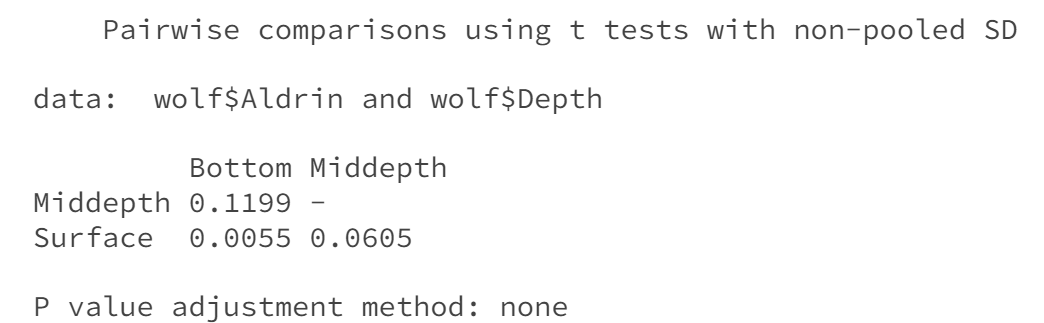 Pairwise comparisons using t tests with non-pooled SD
data:  wolf$Aldrin and wolf$Depth
Bottom Middepth
Middepth 0.1199 -
Surface  0.0055 0.0605
P value adjustment method: none